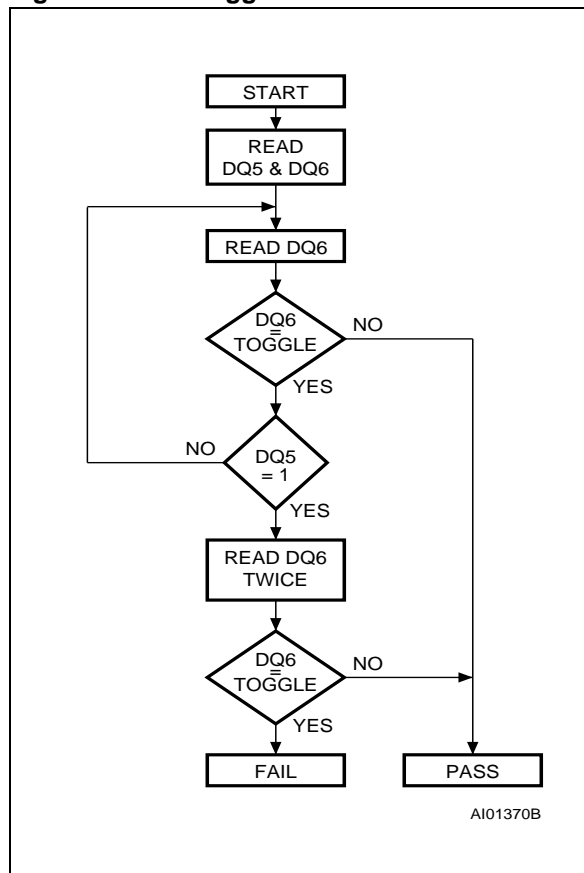 START
READ
DQ5 & DQ6
READ DQ6
DQ6
=
TOGGLE
NO
YES
NO
DQ5
= 1
YES
READ DQ6
TWICE
DQ6
=
TOGGLE
NO
YES
FAIL
PASS
AI01370B